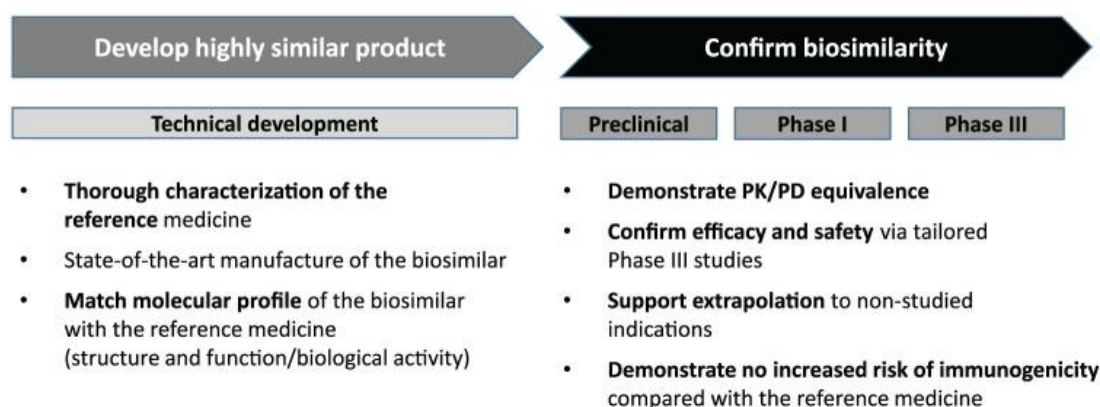 Develop highly similar product
Confirm biosimilarity
Technical development
Preclinical
Phase I
Phase III
• Thorough characterization of the
reference medicine
• State-of-the-art manufacture of the biosimilar
• Match molecular profile of the biosimilar
with the reference medicine
(structure and function/biological activity)
• Demonstrate PK/PD equivalence
• Confirm efficacy and safety via tailored
Phase III studies
• Support extrapolation to non-studied
indications
• Demonstrate no increased risk of immunogenicity
compared with the reference medicine